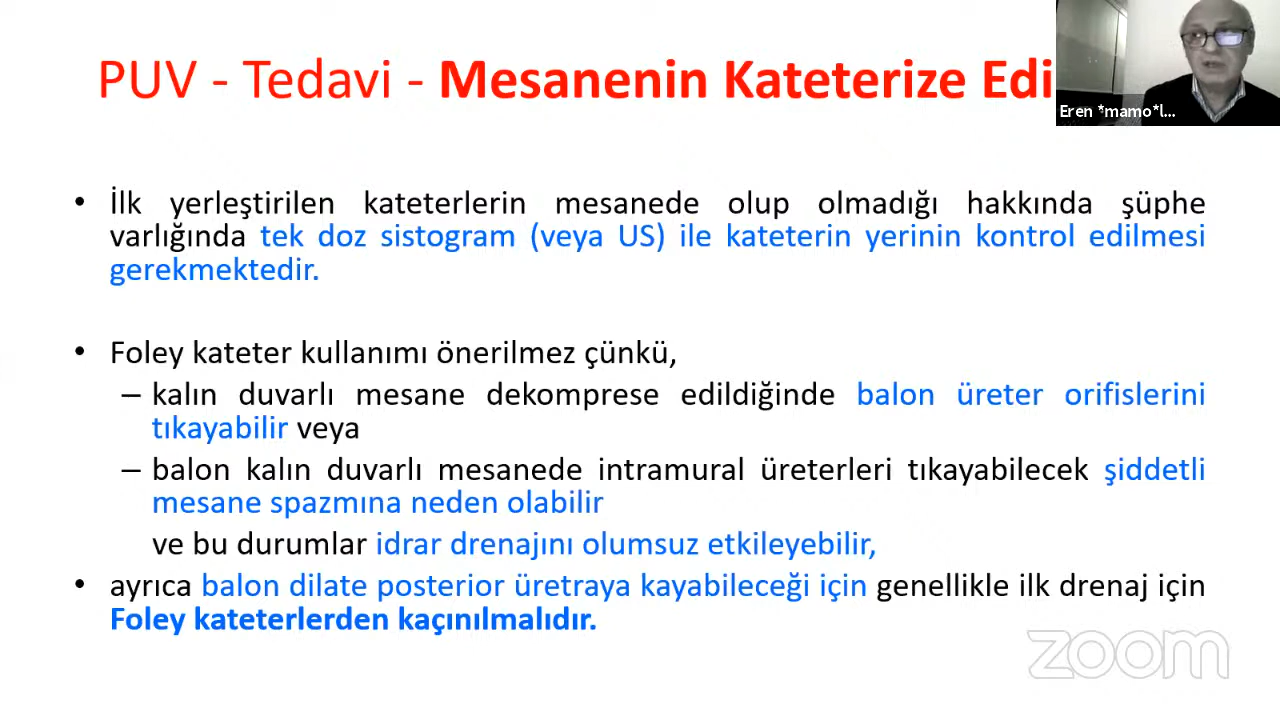 PUV - Tedavi - Mesanenin Kateterize Edi
Eren *mamo*l...
• İlk yerleştirilen kateterlerin mesanede olup olmadığı hakkında şüphe
varlığında tek doz sistogram (veya US) ile kateterin yerinin kontrol edilmesi
gerekmektedir.
• Foley kateter kullanımı önerilmez çünkü,
– kalın duvarlı mesane dekomprese edildiğinde balon üreter orifislerini
tıkayabilir veya
– balon kalın duvarlı mesanede intramural üreterleri tıkayabilecek şiddetli
mesane spazmına neden olabilir
ve bu durumlar idrar drenajını olumsuz etkileyebilir,
• ayrıca balon dilate posterior üretraya kayabileceği için genellikle ilk drenaj için
Foley kateterlerden kaçınılmalıdır.
zoom